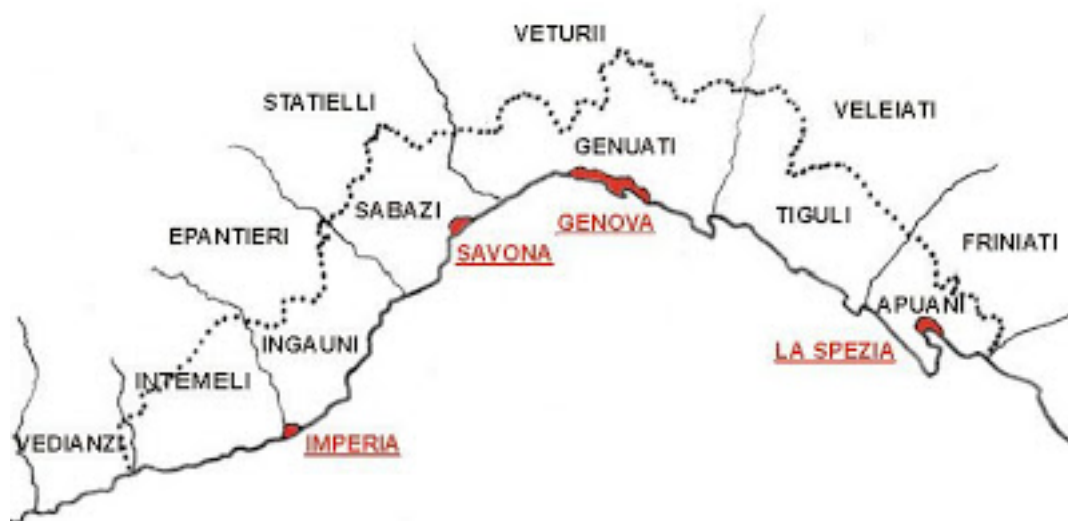 VETURII
STATIELLI
VELEIATI
GENUATI
SABAZI
GENOVA
TIGULI
EPANTIERI
SAVONA
FRINIATI
APUANI
INGAUNI
LA SPEZIA
INTEMELI
VEDIANZI
IMPERIA